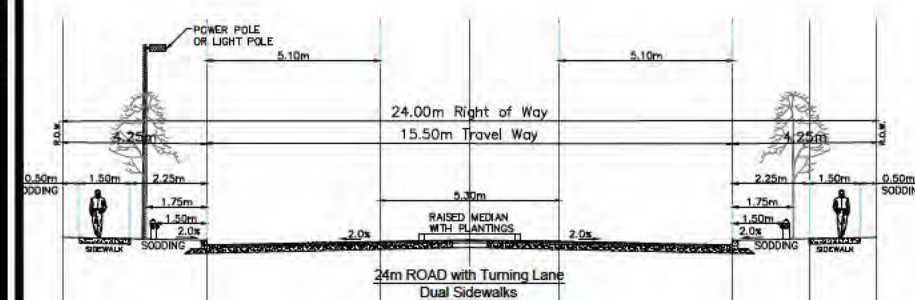 POWER POLE
OR LIGHT POLE
5.10m
5.10m
24.00m Right of Way
R.O.W.
4.25m
15.50m Travel Way
4.25m
R.O.W.
0.50m
SODDING
1.50m
2.25m
5.30m
2.25m
1.50m
0.50m
SODDING
1.75m
1.75m
1.50m
RAISED MEDIAN
WITH PLANTINGS
1.50m
2.0%
2.0%
2.0%
2.0%
SIDEWALK
SODDING
SODDING
SIDEWALK
24m ROAD with Turning Lane
Dual Sidewalks